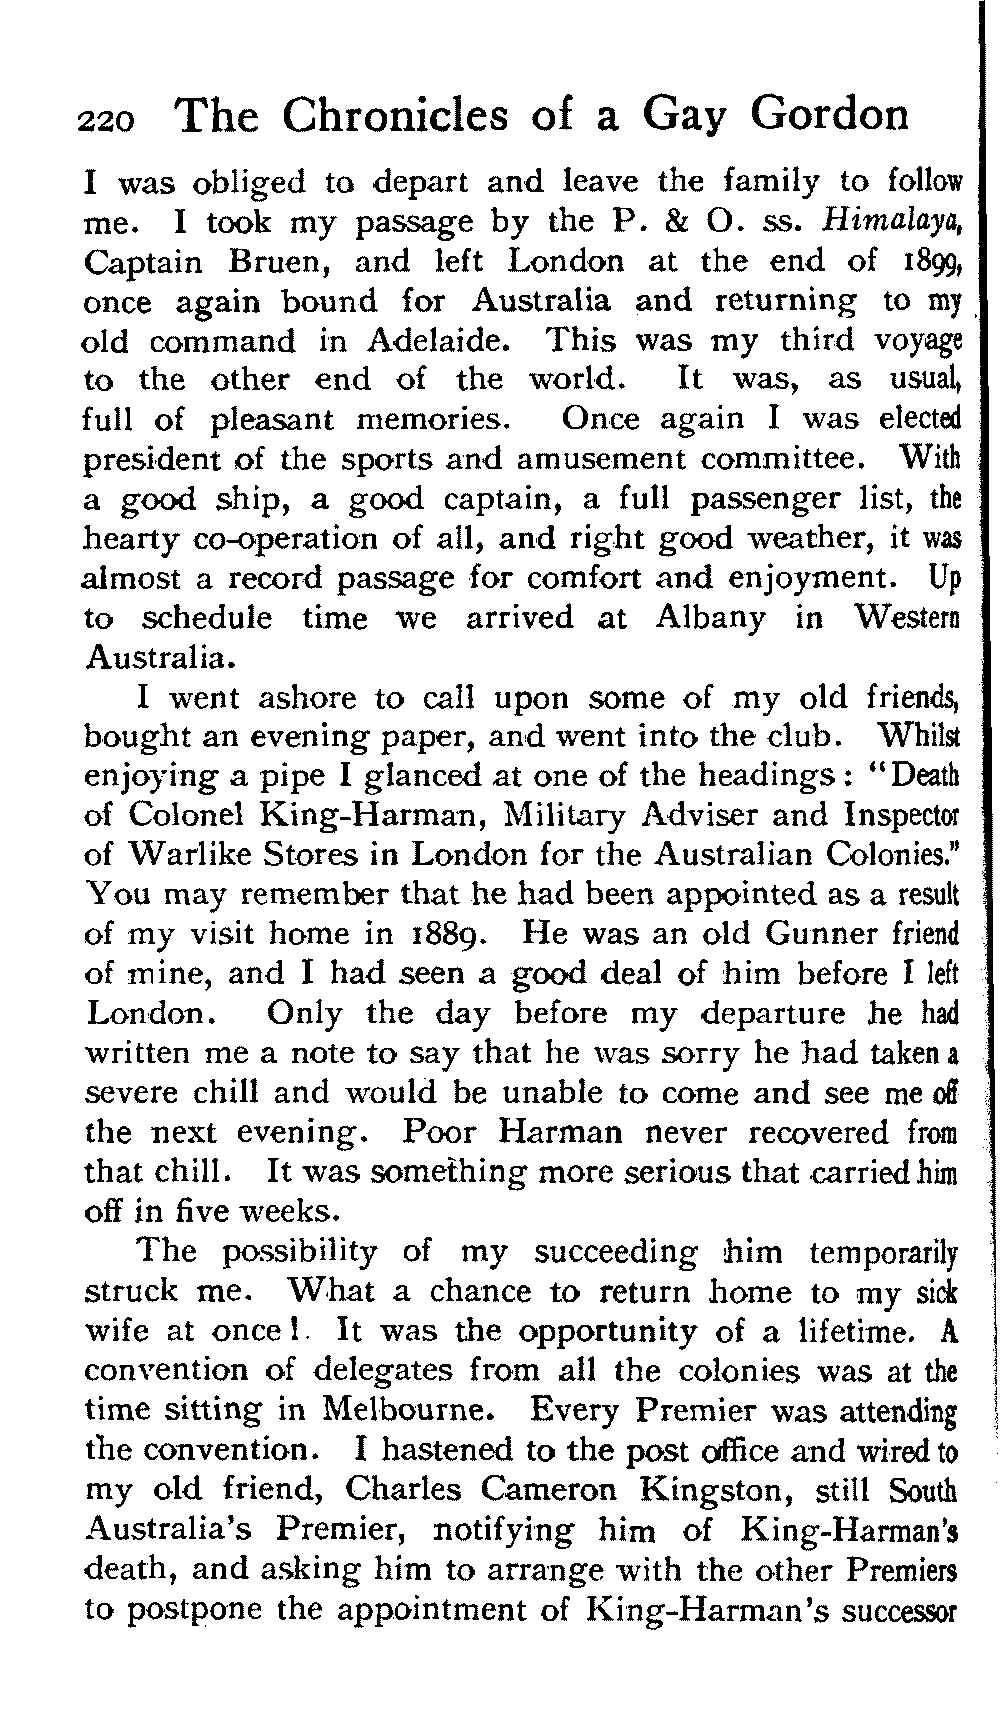 220 The Chronicles of a Gay Gordon
I was obliged to depart and leave the family to follow
me. I took my passage by the P. & O. ss. Himalaya,
Captain Bruen, and left London at the end of 1899,
once again bound for Australia and returning to my
old command in Adelaide. This was my third voyage
to the other end of the world. It was, as usual,
full of pleasant memories. Once again I was elected
president of the sports and amusement committee. With
a good ship, a good captain, a full passenger list, the
hearty co-operation of all, and right good weather, it was
almost a record passage for comfort and enjoyment. Up
to schedule time we arrived at Albany in Western
Australia.
I went ashore to call upon some of my old friends,
bought an evening paper, and went into the club. Whilst
enjoying a pipe I glanced at one of the headings: "Death
of Colonel King-Harman, Military Adviser and Inspector
of Warlike Stores in London for the Australian Colonies."
You may remember that he had been appointed as a result
of my visit home in 1889. He was an old Gunner friend
of mine, and I had seen a good deal of him before I left
London. Only the day before my departure he had
written me a note to say that he was sorry he had taken a
severe chill and would be unable to come and see me off
the next evening. Poor Harman never recovered from
that chill. It was something more serious that carried him
off in five weeks.
The possibility of my succeeding him temporarily
struck me. What a chance to return home to my sick
wife at once! It was the opportunity of a lifetime. A
convention of delegates from all the colonies was at the
time sitting in Melbourne. Every Premier was attending
the convention. I hastened to the post office and wired to
my old friend, Charles Cameron Kingston, still South
Australia's Premier, notifying him of King-Harman's
death, and asking him to arrange with the other Premiers
to postpone the appointment of King-Harman's successor